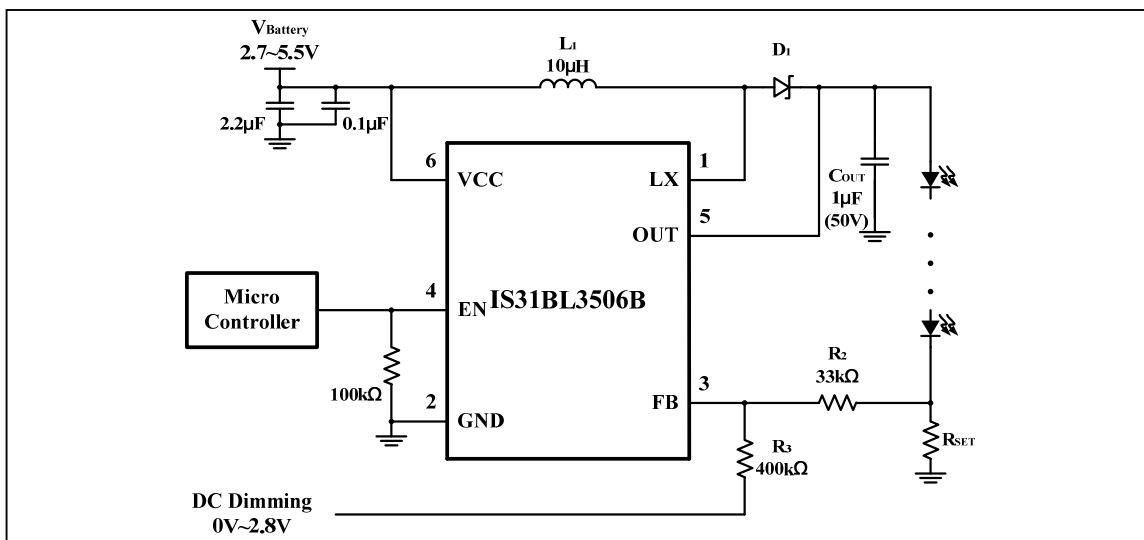 VBattery
2.7~5.5V
L1
10µH
D1
2.2µF
0.1µF
6
VCC
LX
1
COUT
1µF
(50V)
OUT
5
IS31BL3506B
Micro
Controller
4
EN
100kΩ
2
GND
FB
3
R2
33kΩ
RSET
R3
400kΩ
DC Dimming
0V~2.8V